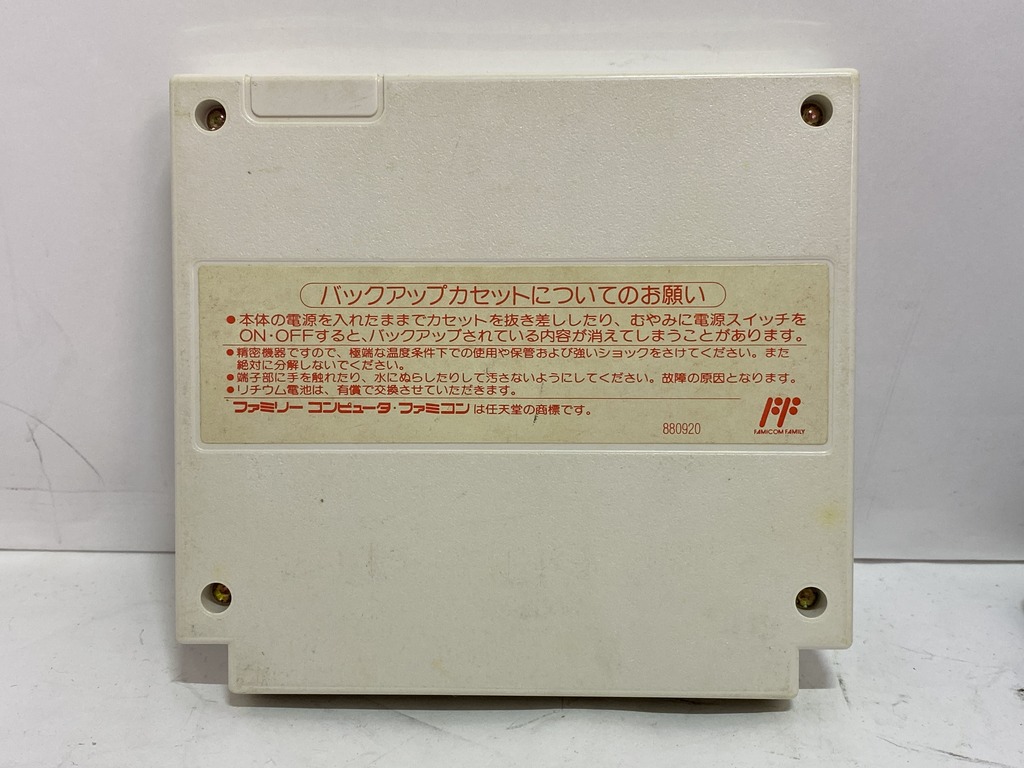 バックアップカセットについてのお願い
●本体の電源を入れたままでカセットを抜き差ししたり、むやみに電源スイッチを
ON・OFFすると、バックアップされている内容が消えてしまうことがあります。
●精密機器ですので、極端な温度条件下での使用や保管および強いショックをさけてください。また
絶対に分解しないでください。
●端子部に手を触れたり、水にぬらしたりして汚さないようにしてください。故障の原因となります。
●リチウム電池は、有償で交換させていただきます。
ファミリー コンピュータ・ファミコン は任天堂の商標です。
880920
FAMICOM FAMILY